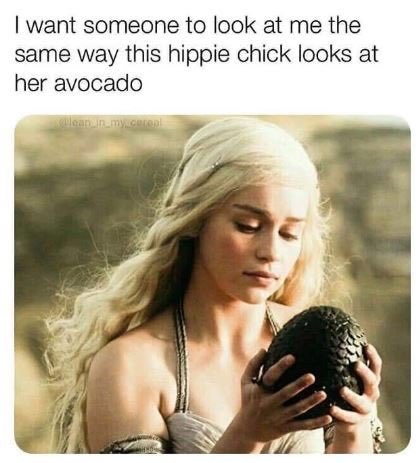 I want someone to look at me the
same way this hippie chick looks at
her avocado
@lean_in_my_cereal